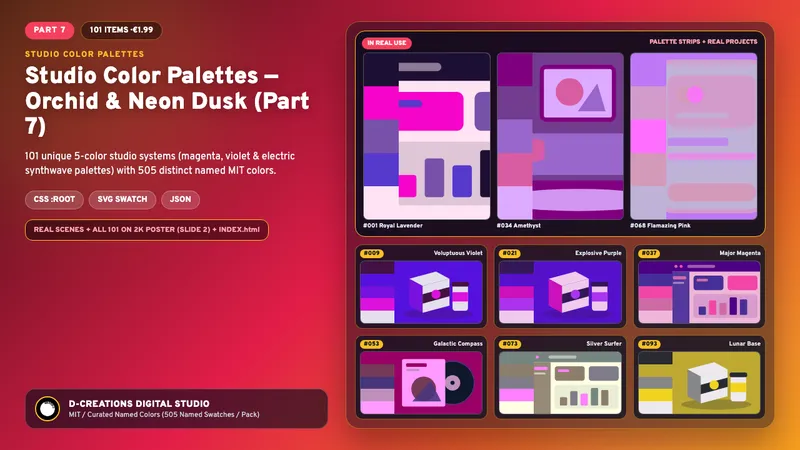 PART 7
101 ITEMS · €1.99
STUDIO COLOR PALETTES
Studio Color Palettes —
Orchid & Neon Dusk (Part
7)
101 unique 5-color studio systems (magenta, violet & electric
synthwave palettes) with 505 distinct named MIT colors.
CSS :ROOT
SVG SWATCH
JSON
REAL SCENES + ALL 101 ON 2K POSTER (SLIDE 2) + INDEX.html
D-CREATIONS DIGITAL STUDIO
MIT / Curated Named Colors (505 Named Swatches / Pack)
IN REAL USE
PALETTE STRIPS + REAL PROJECTS
#001 Royal Lavender
#034 Amethyst
#068 Flamazing Pink
#009
Voluptuous Violet
#021
Explosive Purple
#037
Major Magenta
#053
Galactic Compass
#073
Silver Surfer
#093
Lunar Base